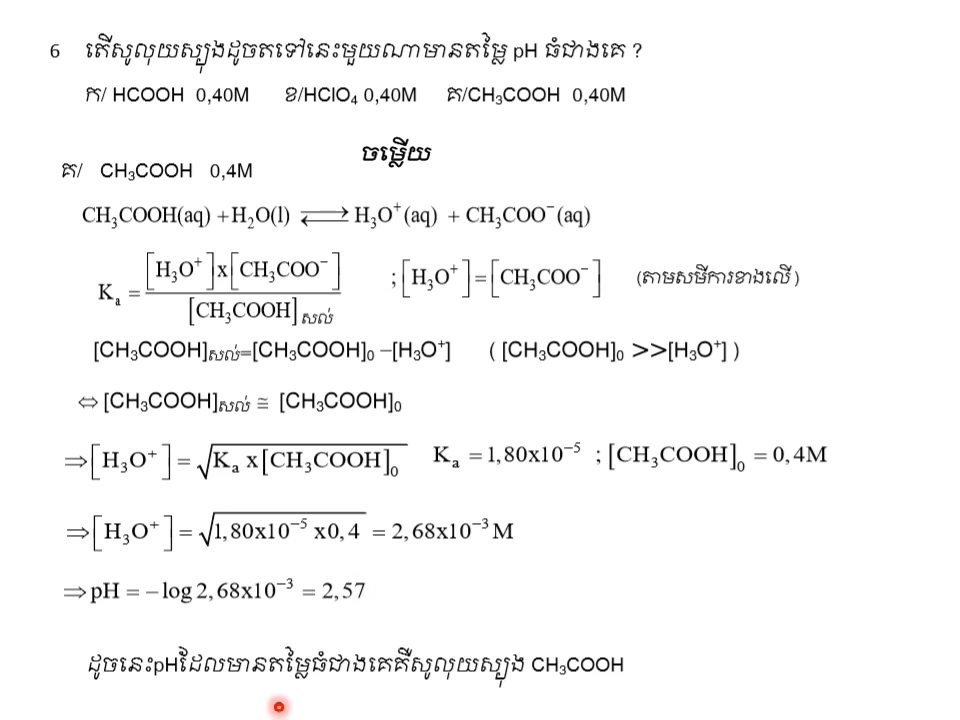 6 តើសូលុយស្យុងដូចតទៅនេះមួយណាមានតម្លៃ pH ធំជាងគេ ?
ក/ HCOOH 0,40M ខ/HClO₄ 0,40M គ/CH₃COOH 0,40M
ចម្លើយ
គ/ CH₃COOH 0,4M
CH₃COOH(aq) +H₂O(l) ⇌ H₃O⁺(aq) + CH₃COO⁻(aq)
Kₐ = [H₃O⁺]x[CH₃COO⁻] / [CH₃COOH]សល់ ;[H₃O⁺]=[CH₃COO⁻] (តាមសមីការខាងលើ)
[CH₃COOH]សល់=[CH₃COOH]₀ –[H₃O⁺] ( [CH₃COOH]₀ >>[H₃O⁺] )
⇔ [CH₃COOH]សល់ ≅ [CH₃COOH]₀
⇒[H₃O⁺] = √(Kₐ x[CH₃COOH]₀) Kₐ = 1,80x10⁻⁵ ;[CH₃COOH]₀ = 0,4M
⇒[H₃O⁺] = √(1,80x10⁻⁵ x0,4) = 2,68x10⁻³M
⇒pH = –log2,68x10⁻³ = 2,57
ដូចនេះpHដែលមានតម្លៃធំជាងគេគឺសូលុយស្យុង CH₃COOH